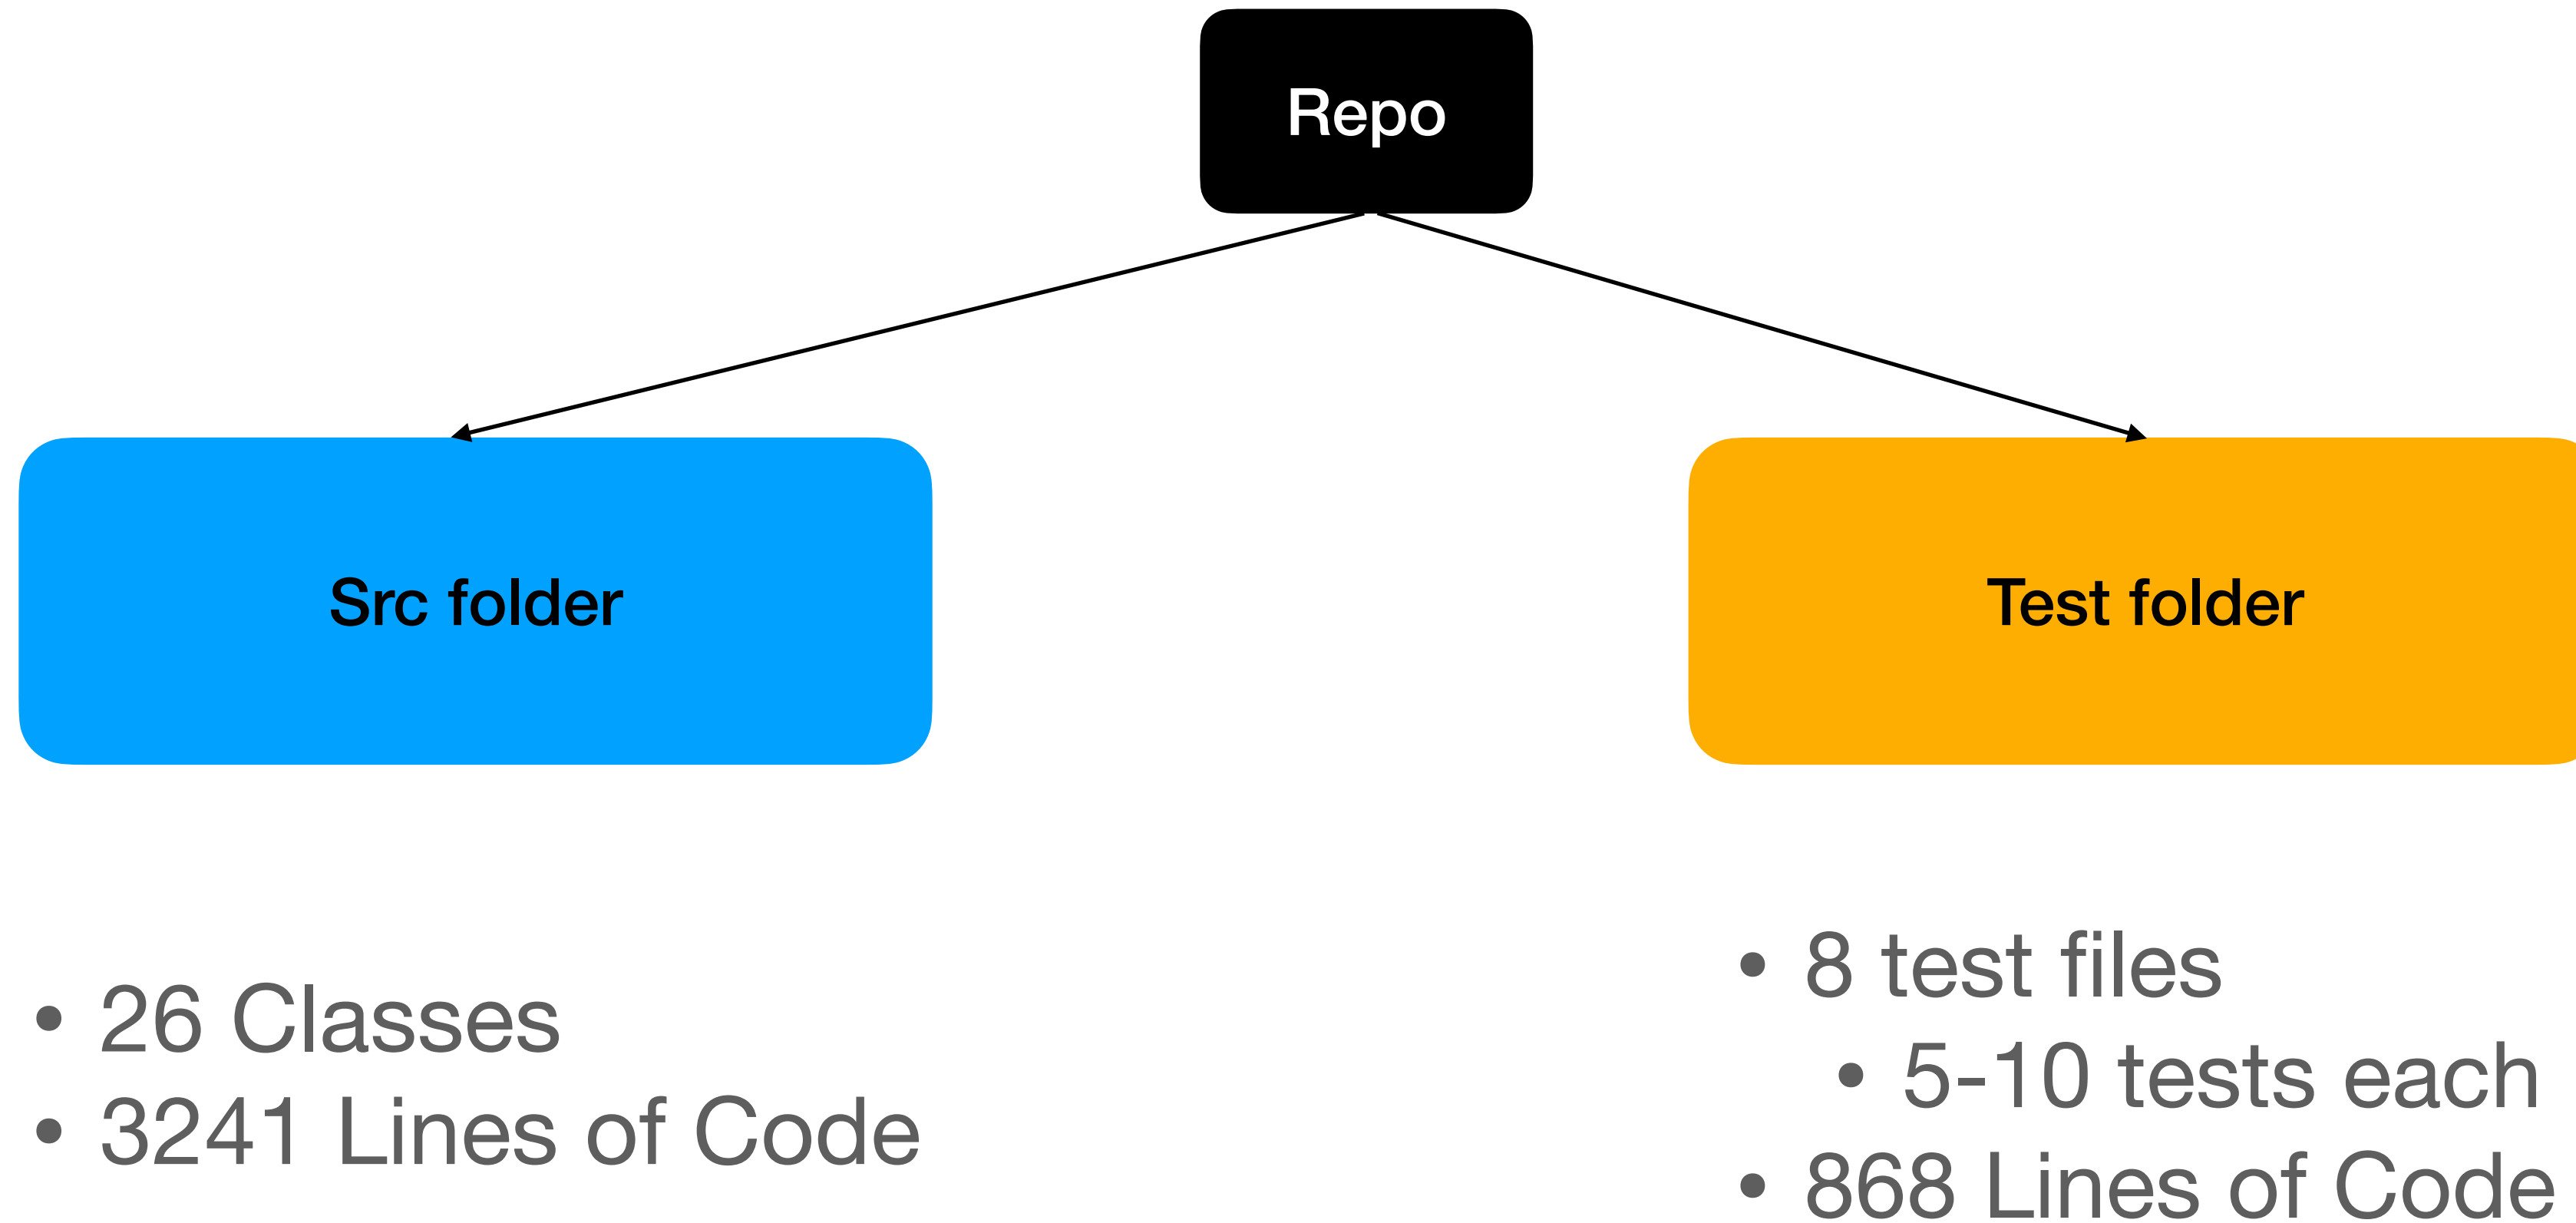 Repo
Src folder
Test folder
• 26 Classes
• 3241 Lines of Code
• 8 test files
• 5-10 tests each
• 868 Lines of Code